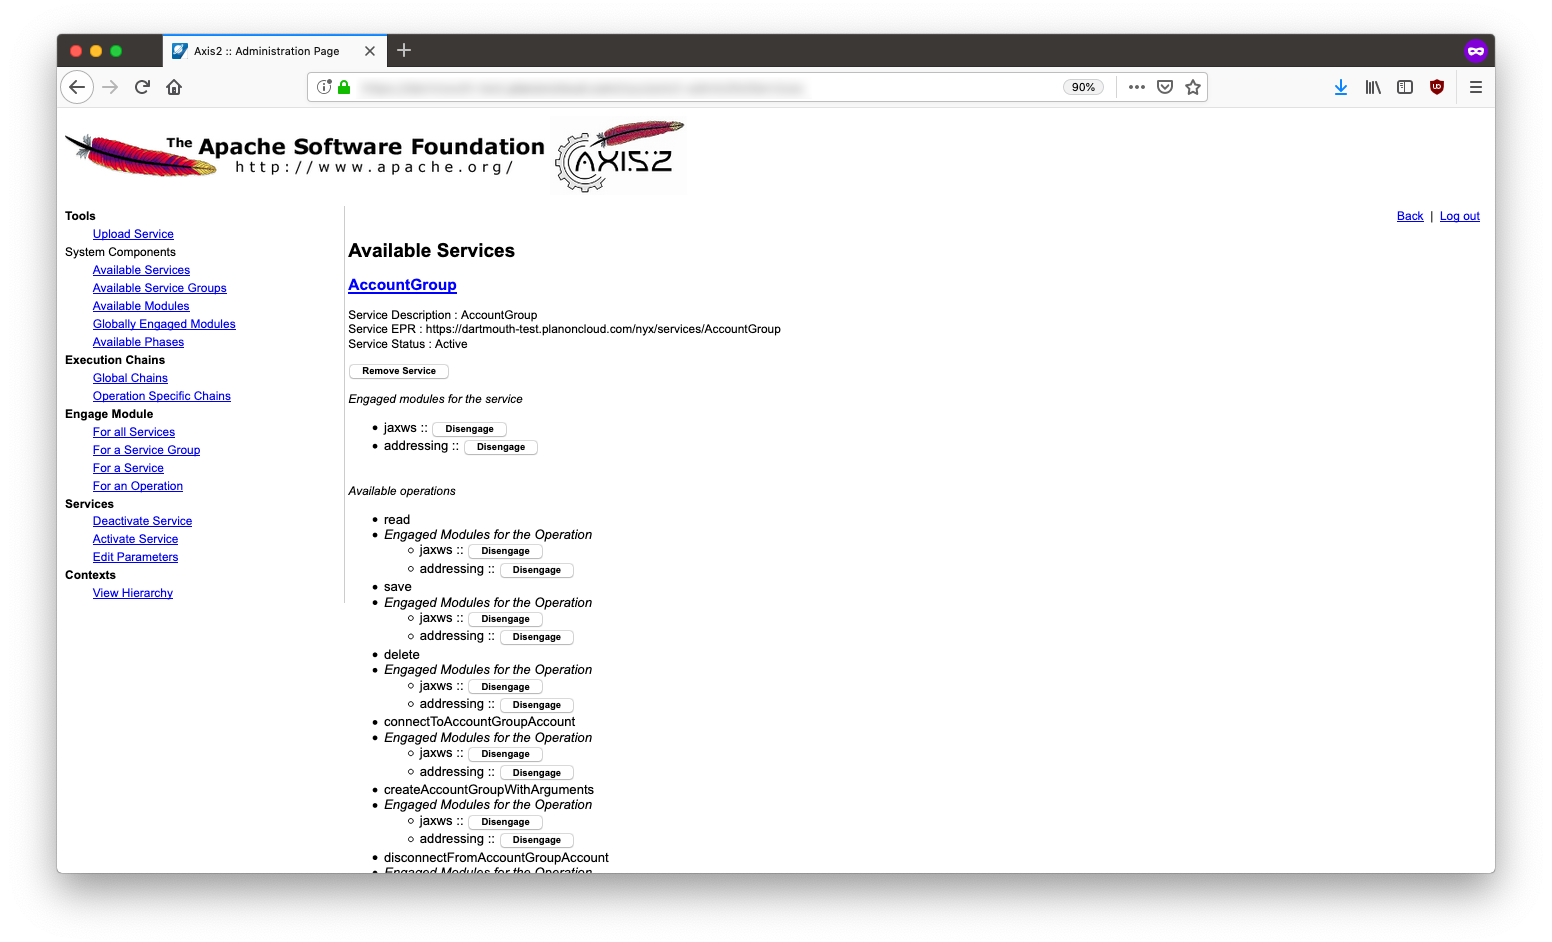 Axis2 :: Administration Page
90%
The Apache Software Foundation
http://www.apache.org/
AXIS2
Back | Log out
Tools
Upload Service
System Components
Available Services
Available Service Groups
Available Modules
Globally Engaged Modules
Available Phases
Execution Chains
Global Chains
Operation Specific Chains
Engage Module
For all Services
For a Service Group
For a Service
For an Operation
Services
Deactivate Service
Activate Service
Edit Parameters
Contexts
View Hierarchy
Available Services
AccountGroup
Service Description : AccountGroup
Service EPR : https://dartmouth-test.planoncloud.com/nyx/services/AccountGroup
Service Status : Active
Remove Service
Engaged modules for the service
jaxws :: Disengage
addressing :: Disengage
Available operations
read
Engaged Modules for the Operation
jaxws :: Disengage
addressing :: Disengage
save
Engaged Modules for the Operation
jaxws :: Disengage
addressing :: Disengage
delete
Engaged Modules for the Operation
jaxws :: Disengage
addressing :: Disengage
connectToAccountGroupAccount
Engaged Modules for the Operation
jaxws :: Disengage
addressing :: Disengage
createAccountGroupWithArguments
Engaged Modules for the Operation
jaxws :: Disengage
addressing :: Disengage
disconnectFromAccountGroupAccount
Engaged Modules for the Operation